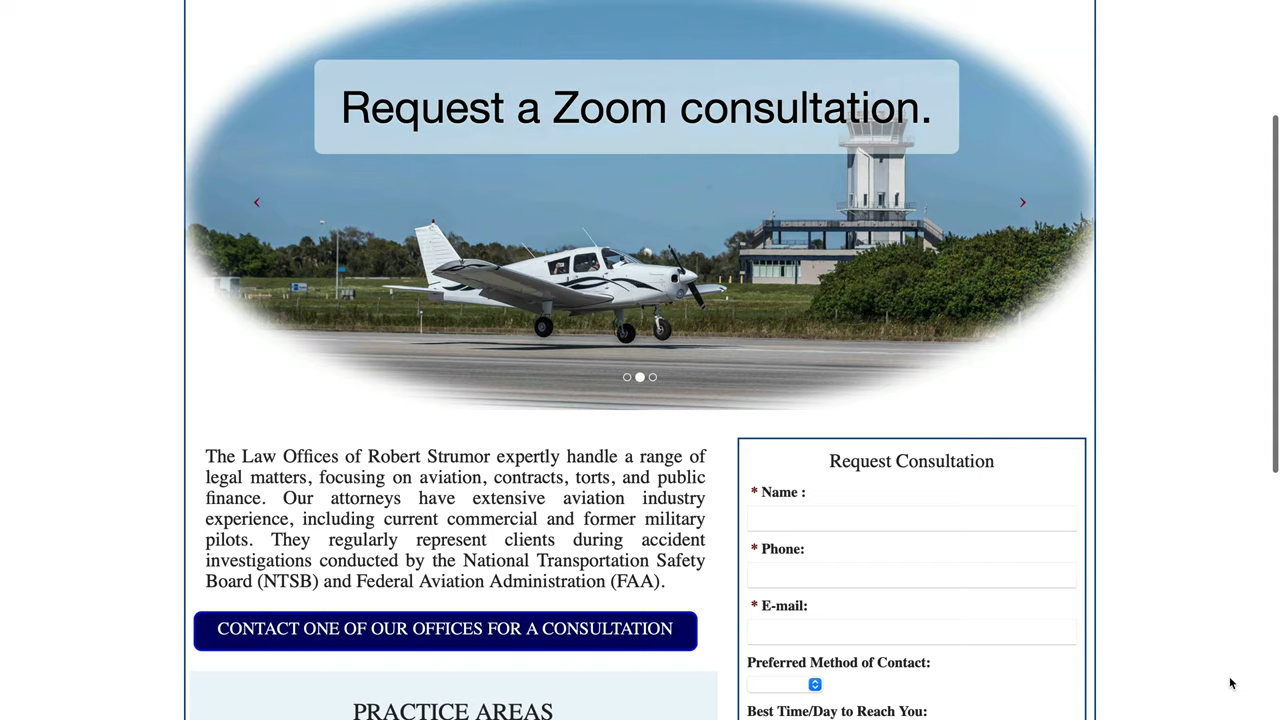 Request a Zoom consultation.
The Law Offices of Robert Strumor expertly handle a range of
legal matters, focusing on aviation, contracts, torts, and public
finance. Our attorneys have extensive aviation industry
experience, including current commercial and former military
pilots. They regularly represent clients during accident
investigations conducted by the National Transportation Safety
Board (NTSB) and Federal Aviation Administration (FAA).
CONTACT ONE OF OUR OFFICES FOR A CONSULTATION
PRACTICE AREAS
Request Consultation
* Name :
* Phone:
* E-mail:
Preferred Method of Contact:
Best Time/Day to Reach You: